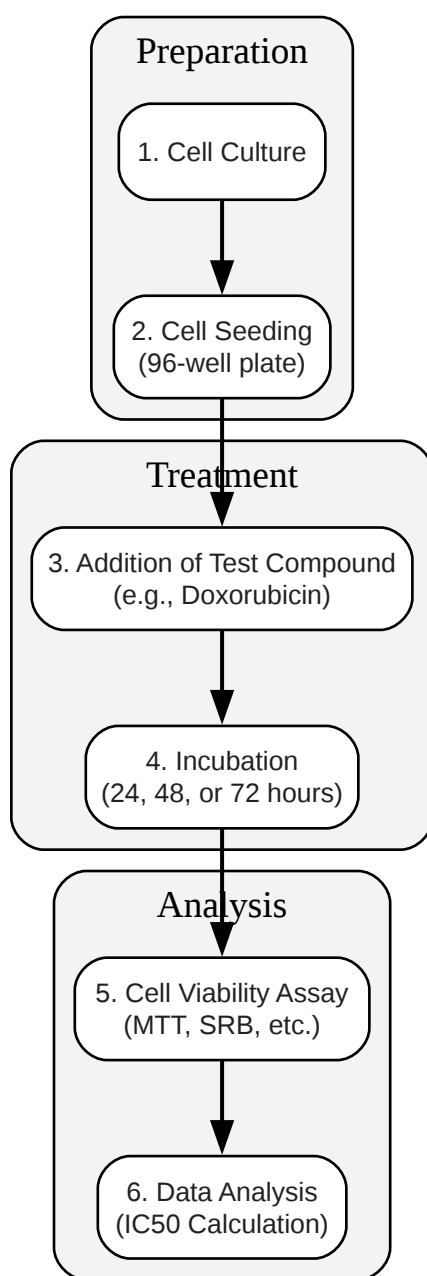 Preparation
1. Cell Culture
2. Cell Seeding
(96-well plate)
Treatment
3. Addition of Test Compound
(e.g., Doxorubicin)
4. Incubation
(24, 48, or 72 hours)
Analysis
5. Cell Viability Assay
(MTT, SRB, etc.)
6. Data Analysis
(IC50 Calculation)